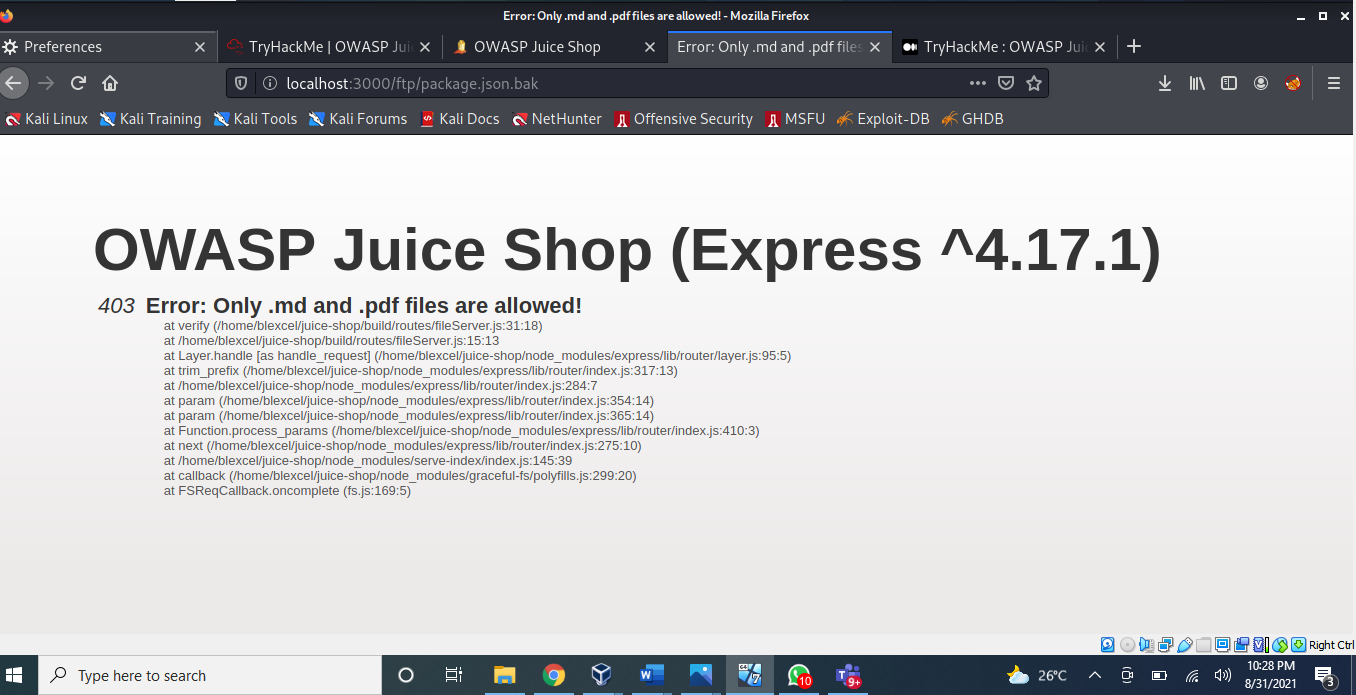 Error: Only .md and .pdf files are allowed! - Mozilla Firefox
Preferences
TryHackMe | OWASP Jui
OWASP Juice Shop
Error: Only .md and .pdf files
TryHackMe : OWASP Jui
localhost:3000/ftp/package.json.bak
Kali Linux
Kali Training
Kali Tools
Kali Forums
Kali Docs
NetHunter
Offensive Security
MSFU
Exploit-DB
GHDB
OWASP Juice Shop (Express ^4.17.1)
403 Error: Only .md and .pdf files are allowed!
at verify (/home/blexcel/juice-shop/build/routes/fileServer.js:31:18)
at /home/blexcel/juice-shop/build/routes/fileServer.js:15:13
at Layer.handle [as handle_request] (/home/blexcel/juice-shop/node_modules/express/lib/router/layer.js:95:5)
at trim_prefix (/home/blexcel/juice-shop/node_modules/express/lib/router/index.js:317:13)
at /home/blexcel/juice-shop/node_modules/express/lib/router/index.js:284:7
at param (/home/blexcel/juice-shop/node_modules/express/lib/router/index.js:354:14)
at param (/home/blexcel/juice-shop/node_modules/express/lib/router/index.js:365:14)
at Function.process_params (/home/blexcel/juice-shop/node_modules/express/lib/router/index.js:410:3)
at next (/home/blexcel/juice-shop/node_modules/express/lib/router/index.js:275:10)
at /home/blexcel/juice-shop/node_modules/serve-index/index.js:145:39
at callback (/home/blexcel/juice-shop/node_modules/graceful-fs/polyfills.js:299:20)
at FSReqCallback.oncomplete (fs.js:169:5)
Right Ctrl
Type here to search
10
9+
26°C
10:28 PM
8/31/2021
3